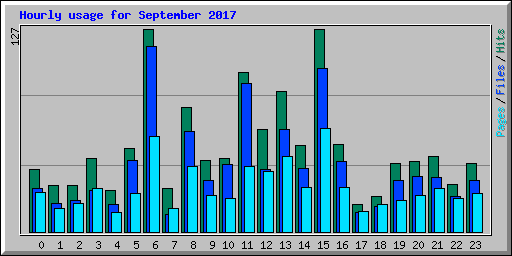 Hourly usage for September 2017
127
Pages / Files / Hits
0 1 2 3 4 5 6 7 8 9 10 11 12 13 14 15 16 17 18 19 20 21 22 23